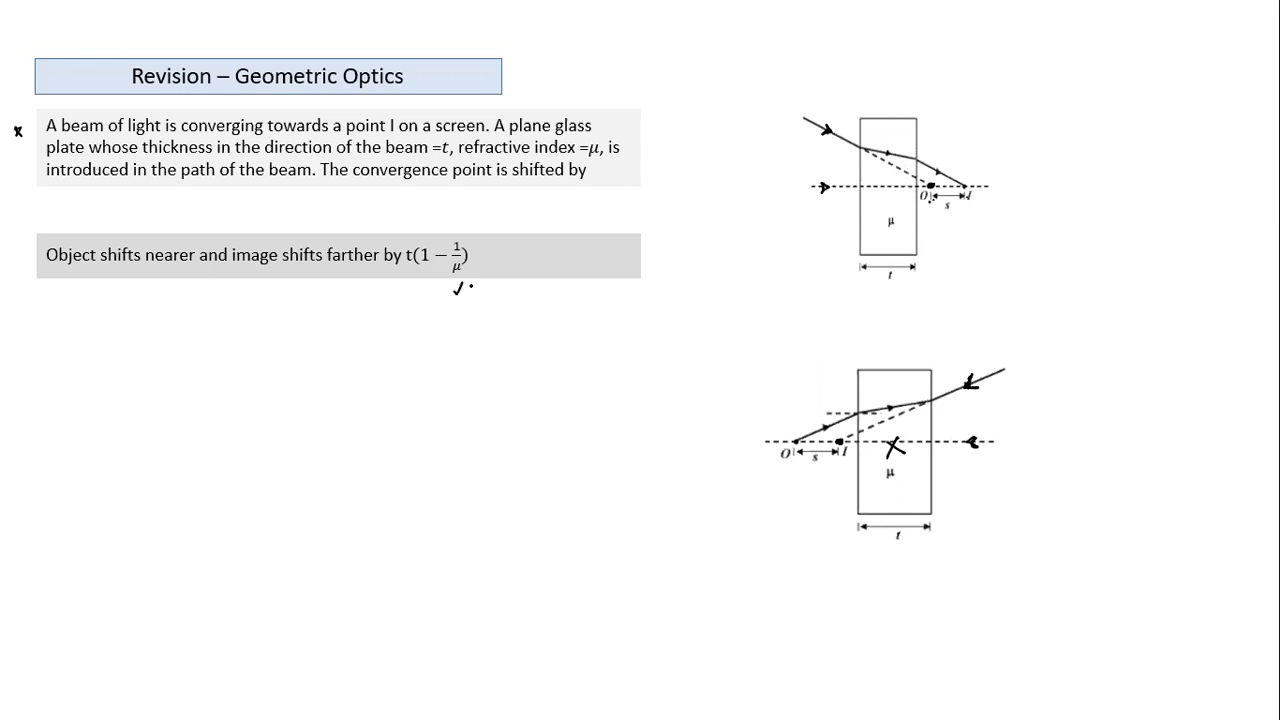 Revision – Geometric Optics
A beam of light is converging towards a point I on a screen. A plane glass
plate whose thickness in the direction of the beam =t, refractive index =μ, is
introduced in the path of the beam. The convergence point is shifted by
Object shifts nearer and image shifts farther by t(1 − 1/μ)
O I
s
μ
t
O s I
μ
t